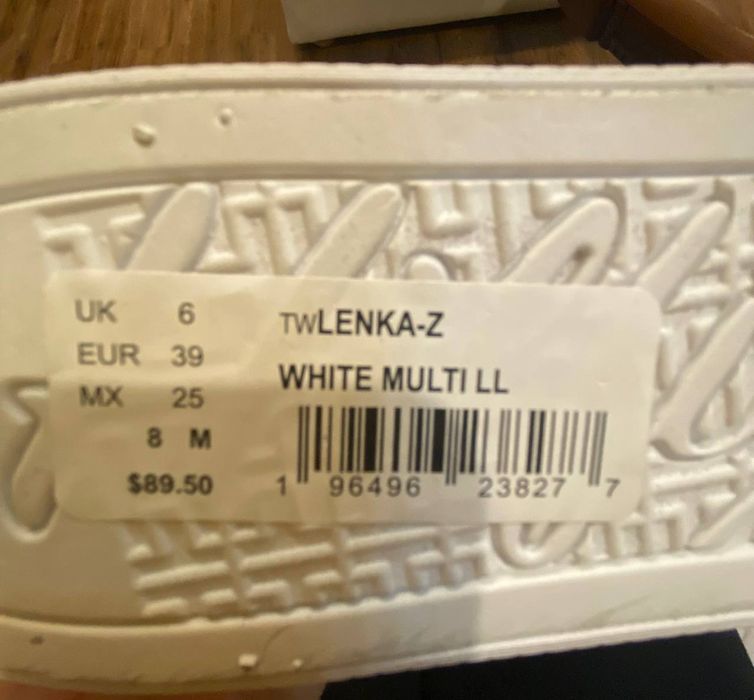 UK 6
EUR 39
MX 25
8 M
$89.50
TWLENKA-Z
WHITE MULTI LL
1 96496 23827 7